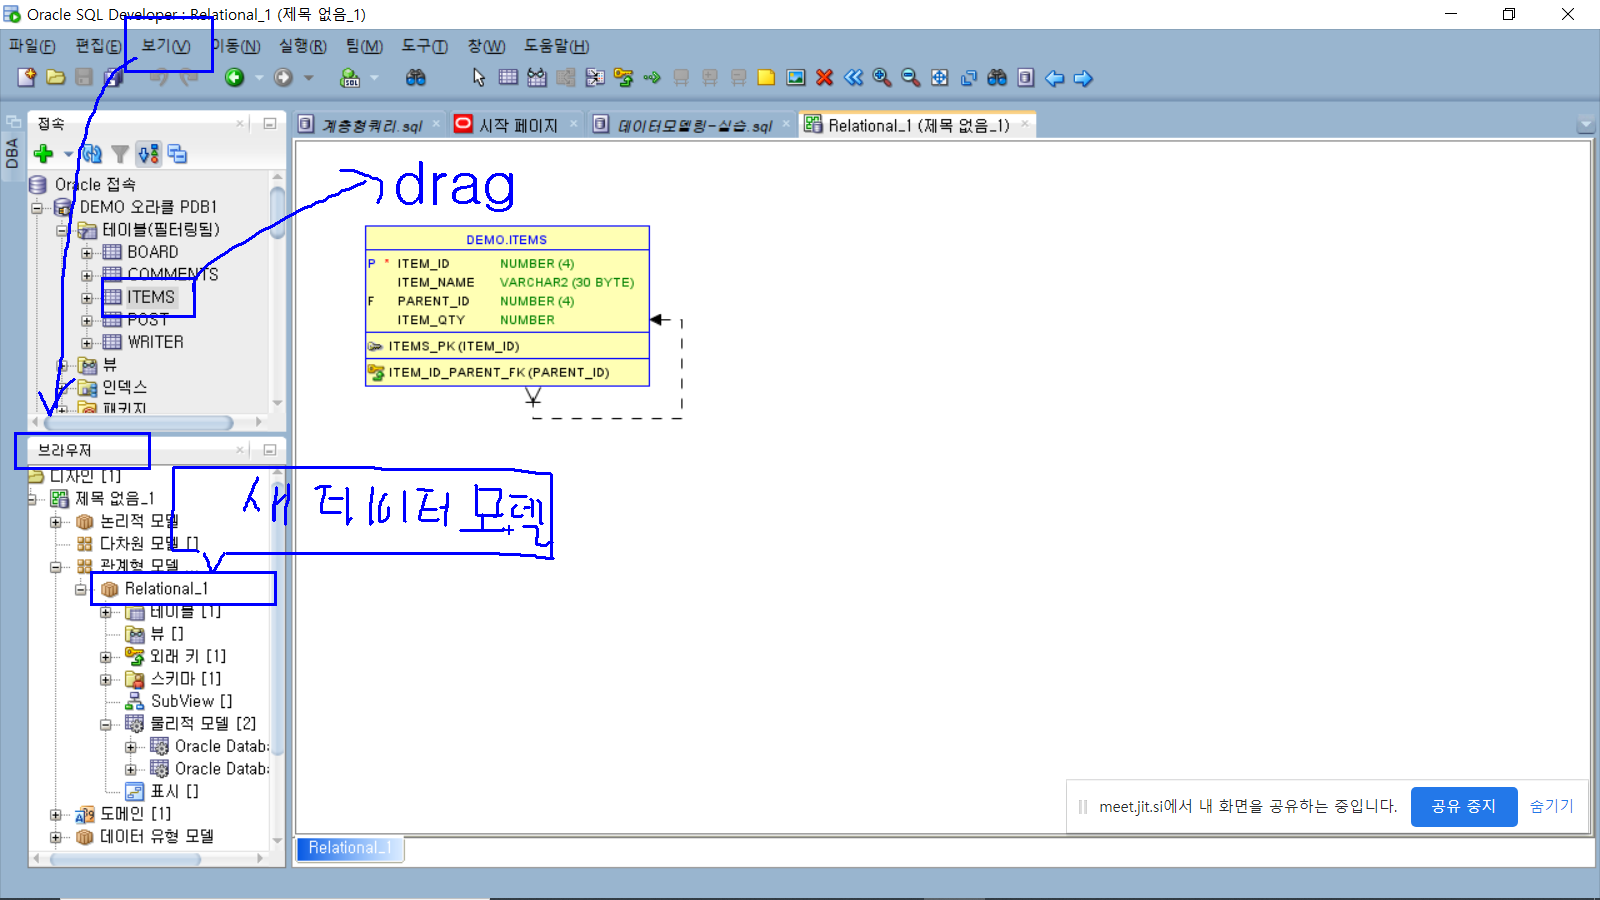 Oracle SQL Developer : Relational_1 (제목 없음_1)
파일(F) 편집(E) 보기(V) 이동(N) 실행(R) 팀(M) 도구(T) 창(W) 도움말(H)
SQL
DBA
접속
계층형쿼리.sql
시작 페이지
데이터모델링-실습.sql
Relational_1 (제목 없음_1)
Oracle 접속
DEMO 오라클 PDB1
테이블(필터링됨)
BOARD
COMMENTS
ITEMS
POST
WRITER
뷰
인덱스
패키지
drag
DEMO.ITEMS
P * ITEM_ID NUMBER (4)
ITEM_NAME VARCHAR2 (30 BYTE)
F PARENT_ID NUMBER (4)
ITEM_QTY NUMBER
ITEMS_PK (ITEM_ID)
ITEM_ID_PARENT_FK (PARENT_ID)
브라우저
디자인 [1]
제목 없음_1
논리적 모델
다차원 모델 []
관계형 모델 ...
Relational_1
테이블 [1]
뷰 []
외래 키 [1]
스키마 [1]
SubView []
물리적 모델 [2]
Oracle Datab
Oracle Datab
표시 []
도메인 [1]
데이터 유형 모델
새 데이터 모델
meet.jit.si에서 내 화면을 공유하는 중입니다. 공유 중지 숨기기
Relational_1